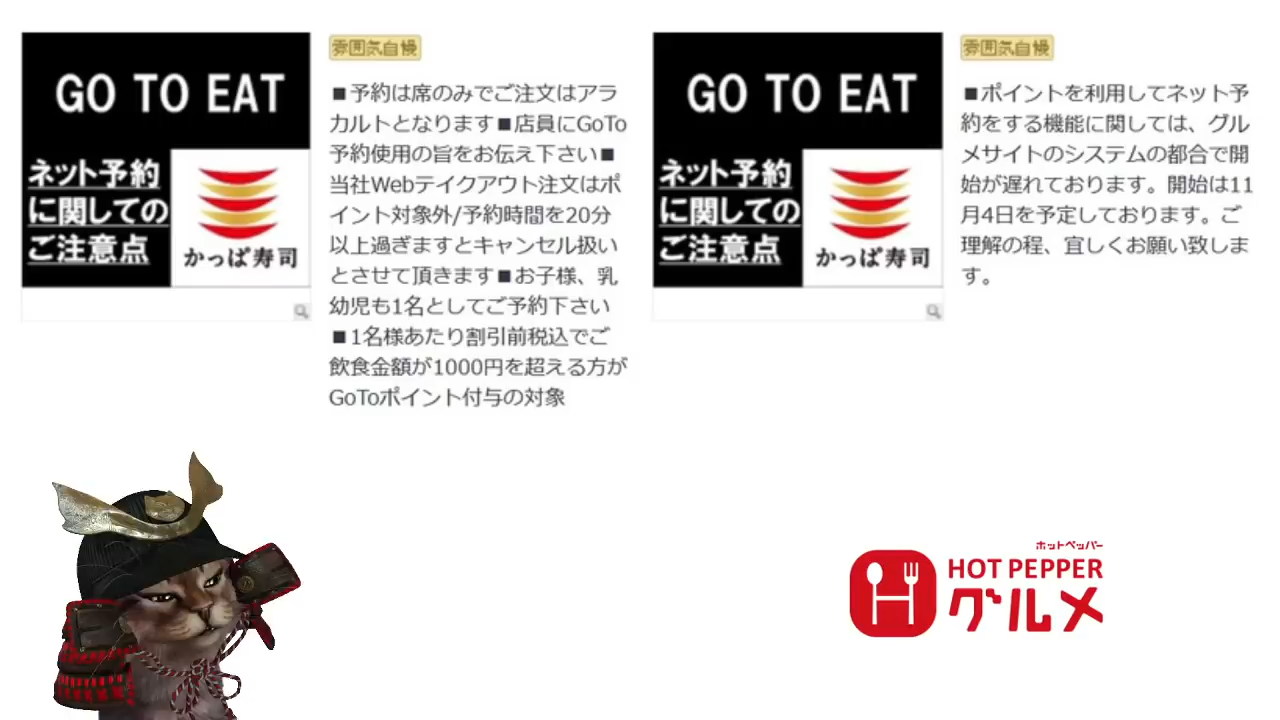 GO TO EAT
ネット予約
に関しての
ご注意点
かっぱ寿司
雰囲気自慢
■予約は席のみでご注文はアラ
カルトとなります■店員にGoTo
予約使用の旨をお伝え下さい■
当社Webテイクアウト注文はポ
イント対象外/予約時間を20分
以上過ぎますとキャンセル扱い
とさせて頂きます■お子様、乳
幼児も1名としてご予約下さい
■1名様あたり割引前税込でご
飲食金額が1000円を超える方が
GoToポイント付与の対象
GO TO EAT
ネット予約
に関しての
ご注意点
かっぱ寿司
雰囲気自慢
■ポイントを利用してネット予
約をする機能に関しては、グル
メサイトのシステムの都合で開
始が遅れております。開始は11
月4日を予定しております。ご
理解の程、宜しくお願い致しま
す。
ホットペッパー
HOT PEPPER
グルメ